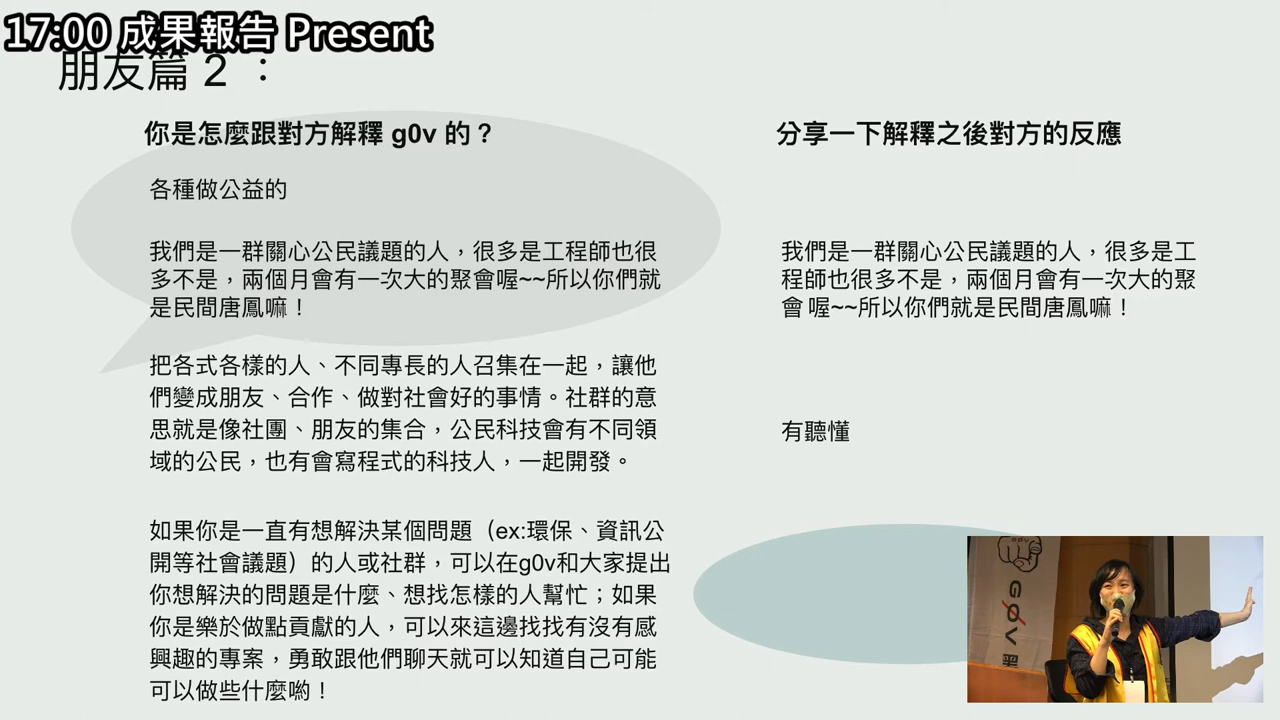 17:00 成果報告 Present
朋友篇 2 ：
你是怎麼跟對方解釋 g0v 的？
各種做公益的
我們是一群關心公民議題的人，很多是工程師也很
多不是，兩個月會有一次大的聚會喔~~所以你們就
是民間唐鳳嘛！
把各式各樣的人、不同專長的人召集在一起，讓他
們變成朋友、合作、做對社會好的事情。社群的意
思就是像社團、朋友的集合，公民科技會有不同領
域的公民，也有會寫程式的科技人，一起開發。
如果你是一直有想解決某個問題（ex:環保、資訊公
開等社會議題）的人或社群，可以在g0v和大家提出
你想解決的問題是什麼、想找怎樣的人幫忙；如果
你是樂於做點貢獻的人，可以來這邊找找有沒有感
興趣的專案，勇敢跟他們聊天就可以知道自己可能
可以做些什麼喲！
分享一下解釋之後對方的反應
我們是一群關心公民議題的人，很多是工
程師也很多不是，兩個月會有一次大的聚
會 喔~~所以你們就是民間唐鳳嘛！
有聽懂
G0V